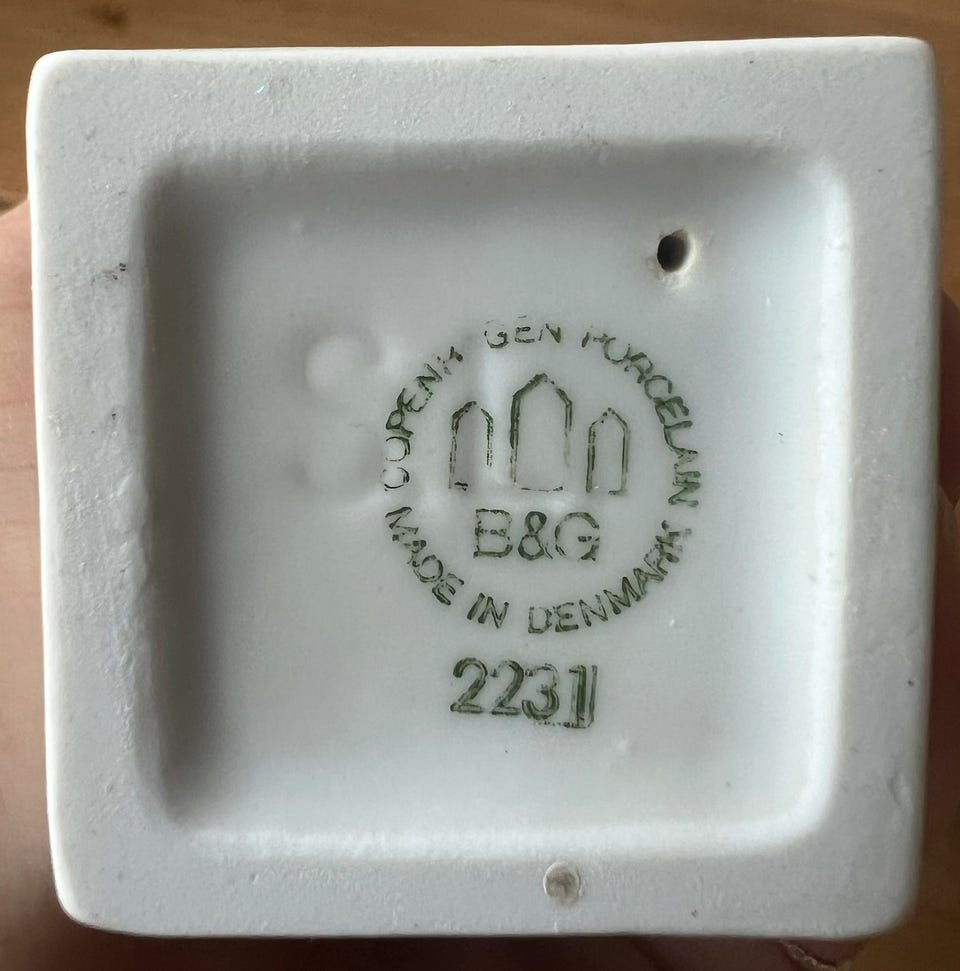 COPENHAGEN PORCELAIN
B&G
MADE IN DENMARK
2231